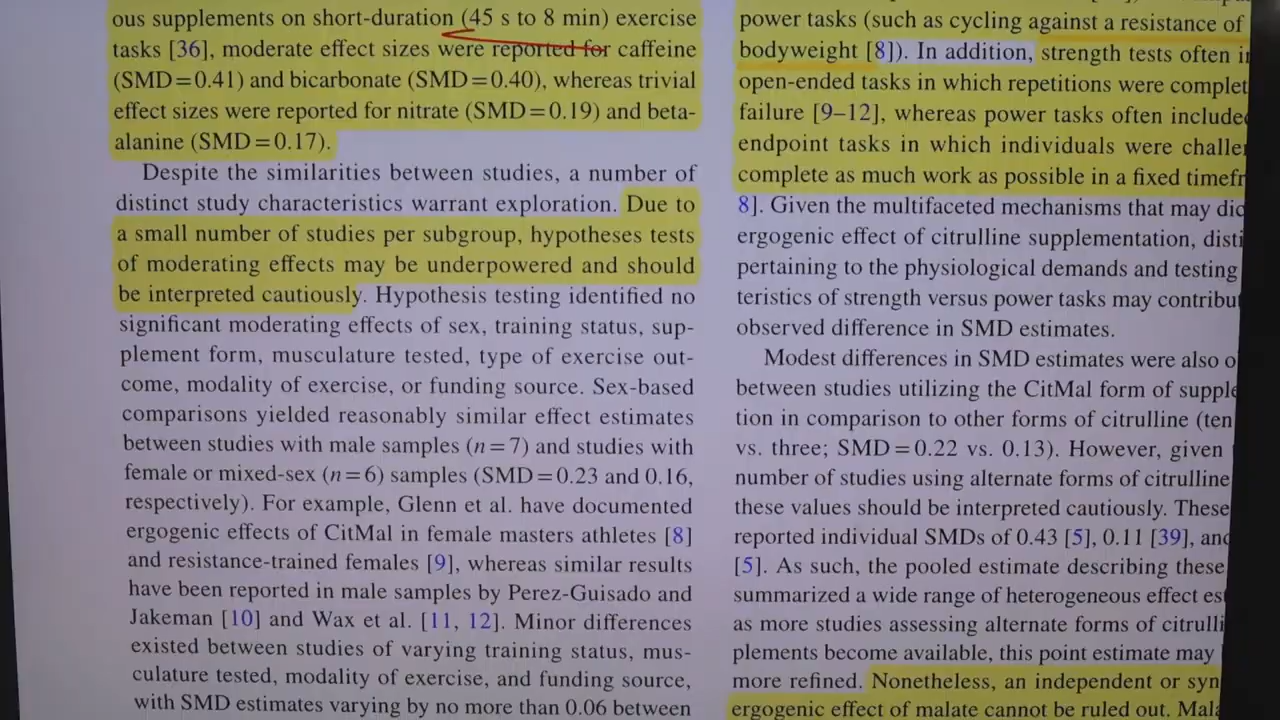 ous supplements on short-duration (45 s to 8 min) exercise
tasks [36], moderate effect sizes were reported for caffeine
(SMD = 0.41) and bicarbonate (SMD = 0.40), whereas trivial
effect sizes were reported for nitrate (SMD = 0.19) and beta-
alanine (SMD = 0.17).
Despite the similarities between studies, a number of
distinct study characteristics warrant exploration. Due to
a small number of studies per subgroup, hypotheses tests
of moderating effects may be underpowered and should
be interpreted cautiously. Hypothesis testing identified no
significant moderating effects of sex, training status, sup-
plement form, musculature tested, type of exercise out-
come, modality of exercise, or funding source. Sex-based
comparisons yielded reasonably similar effect estimates
between studies with male samples (n = 7) and studies with
female or mixed-sex (n = 6) samples (SMD = 0.23 and 0.16,
respectively). For example, Glenn et al. have documented
ergogenic effects of CitMal in female masters athletes [8]
and resistance-trained females [9], whereas similar results
have been reported in male samples by Perez-Guisado and
Jakeman [10] and Wax et al. [11, 12]. Minor differences
existed between studies of varying training status, mus-
culature tested, modality of exercise, and funding source,
with SMD estimates varying by no more than 0.06 between
power tasks (such as cycling against a resistance of
bodyweight [8]). In addition, strength tests often
open-ended tasks in which repetitions were
failure [9–12], whereas power tasks often
endpoint tasks in which individuals were
complete as much work as possible in a fixed
8]. Given the multifaceted mechanisms that may
ergogenic effect of citrulline supplementation,
pertaining to the physiological demands and testing
teristics of strength versus power tasks may
observed difference in SMD estimates.
Modest differences in SMD estimates were also
between studies utilizing the CitMal form of
tion in comparison to other forms of citrulline (ten
vs. three; SMD = 0.22 vs. 0.13). However, given
number of studies using alternate forms of citrulline
these values should be interpreted cautiously. These
reported individual SMDs of 0.43 [5], 0.11 [39],
[5]. As such, the pooled estimate describing these
summarized a wide range of heterogeneous effect
as more studies assessing alternate forms of
plements become available, this point estimate may
more refined. Nonetheless, an independent or
ergogenic effect of malate cannot be ruled out.